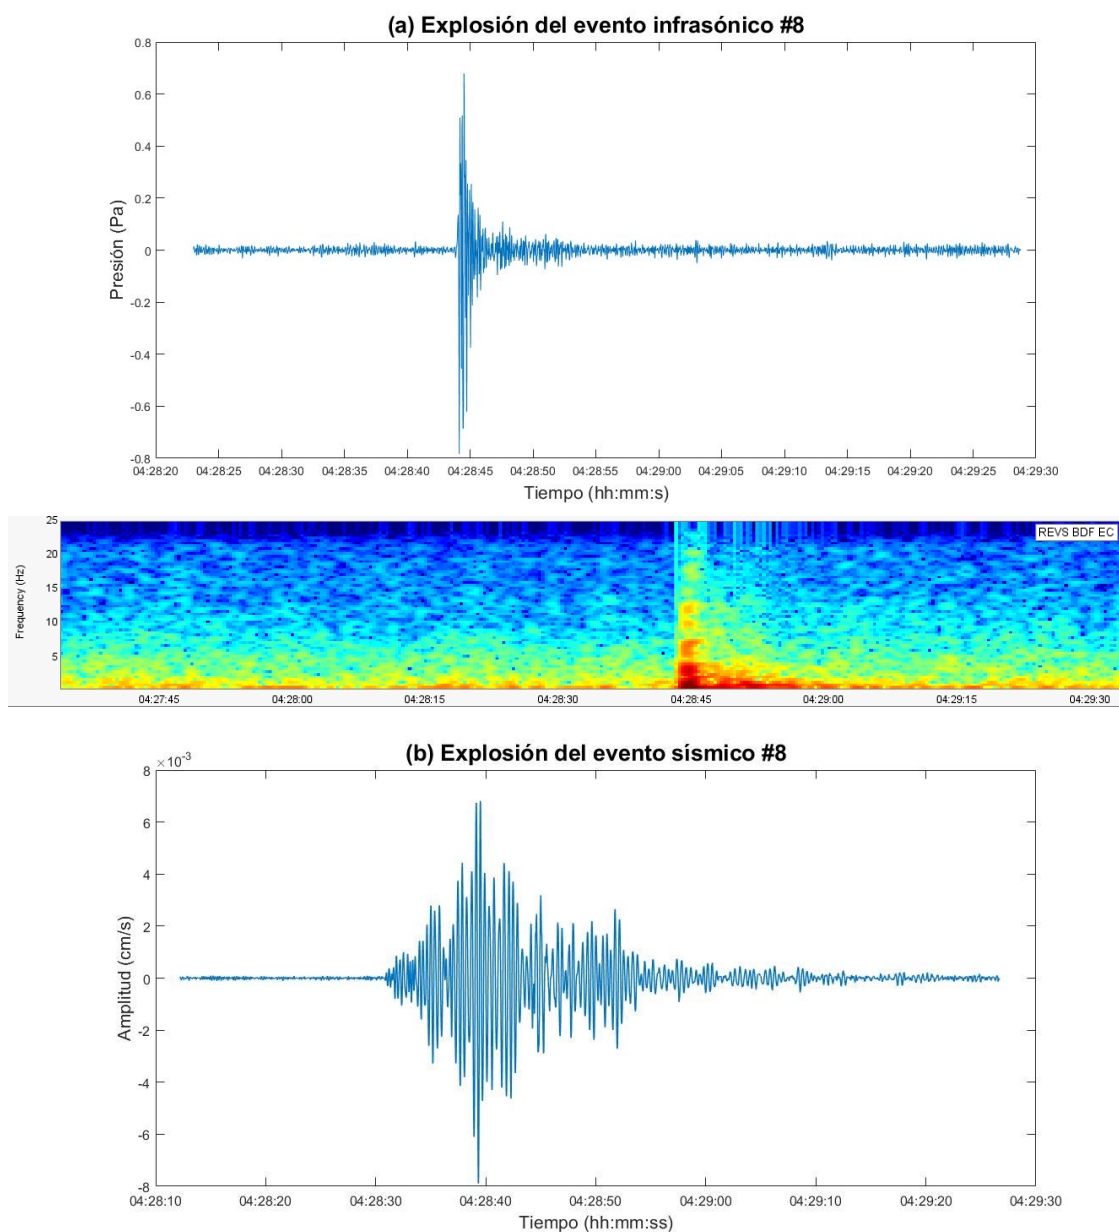 (a) Explosión del evento infrasónico #8
0.8
0.6
0.4
0.2
0
-0.2
-0.4
-0.6
-0.8
Presión (Pa)
04:28:20 04:28:25 04:28:30 04:28:35 04:28:40 04:28:45 04:28:50 04:28:55 04:29:00 04:29:05 04:29:10 04:29:15 04:29:20 04:29:25 04:29:30
Tiempo (hh:mm:s)
25
20
15
10
5
Frequency (Hz)
REVS BDF EC
04:27:45 04:28:00 04:28:15 04:28:30 04:28:45 04:29:00 04:29:15 04:29:30
(b) Explosión del evento sísmico #8
×10⁻³
8
6
4
2
0
-2
-4
-6
-8
Amplitud (cm/s)
04:28:10 04:28:20 04:28:30 04:28:40 04:28:50 04:29:00 04:29:10 04:29:20 04:29:30
Tiempo (hh:mm:ss)